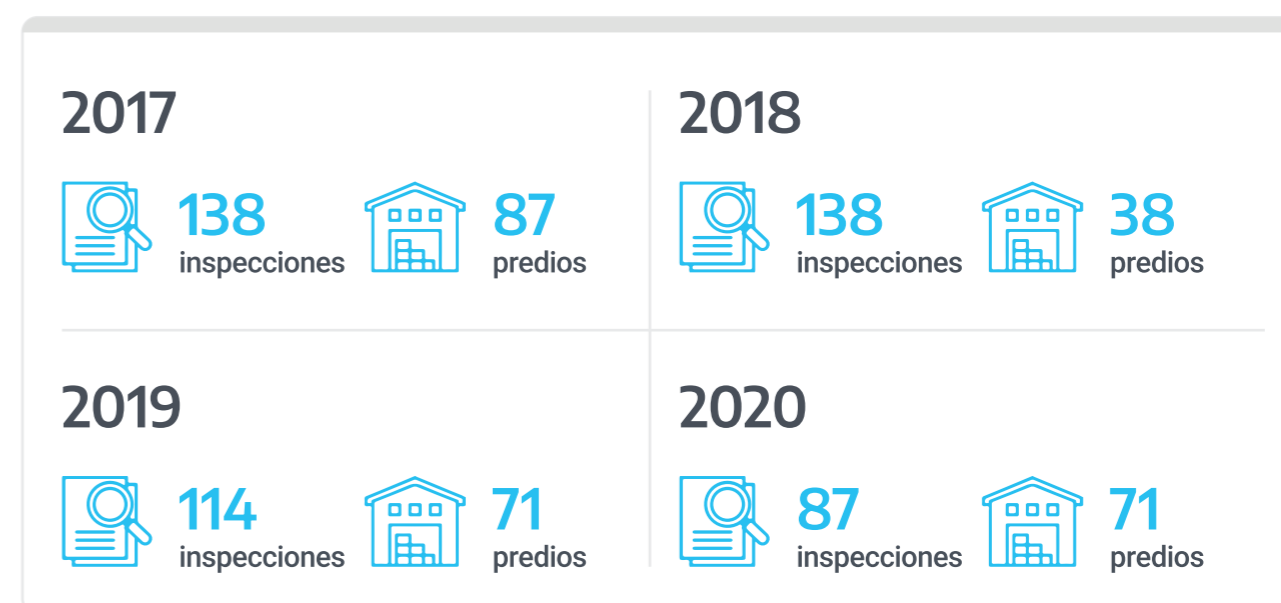 2017
138
inspecciones
87
predios
2018
138
inspecciones
38
predios
2019
114
inspecciones
71
predios
2020
87
inspecciones
71
predios